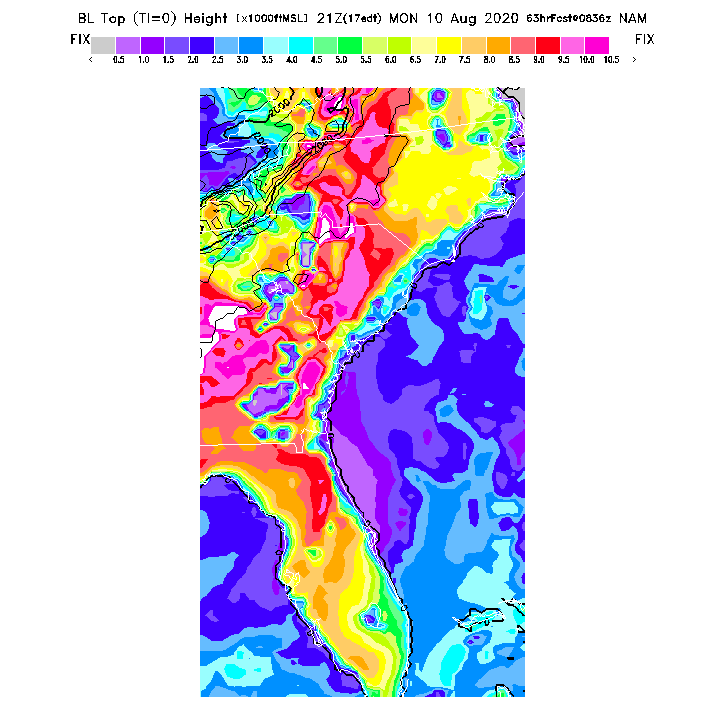 BL Top (TI=0) Height [x1000ftMSL] 21Z(17edt) MON 10 Aug 2020 63hrFcst@0836z NAM
FIX FIX
< 0.5 1.0 1.5 2.0 2.5 3.0 3.5 4.0 4.5 5.0 5.5 6.0 6.5 7.0 7.5 8.0 8.5 9.0 9.5 10.0 10.5 >
2000